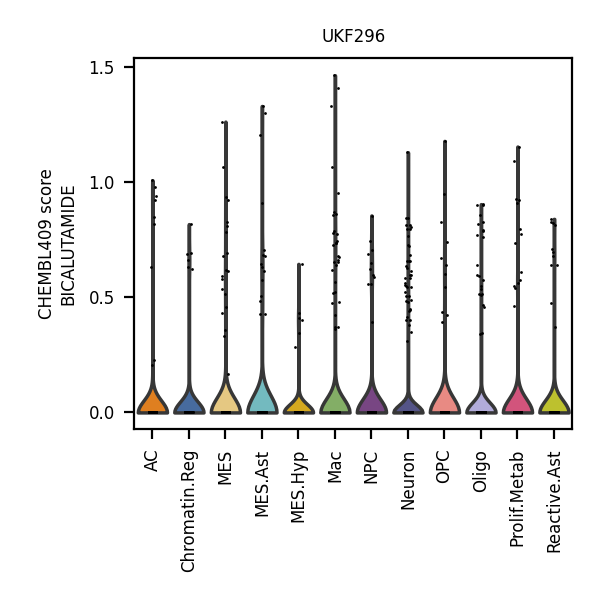 UKF296
CHEMBL409 score
BICALUTAMIDE
1.5
1.0
0.5
0.0
AC
Chromatin.Reg
MES
MES.Ast
MES.Hyp
Mac
NPC
Neuron
OPC
Oligo
Prolif.Metab
Reactive.Ast